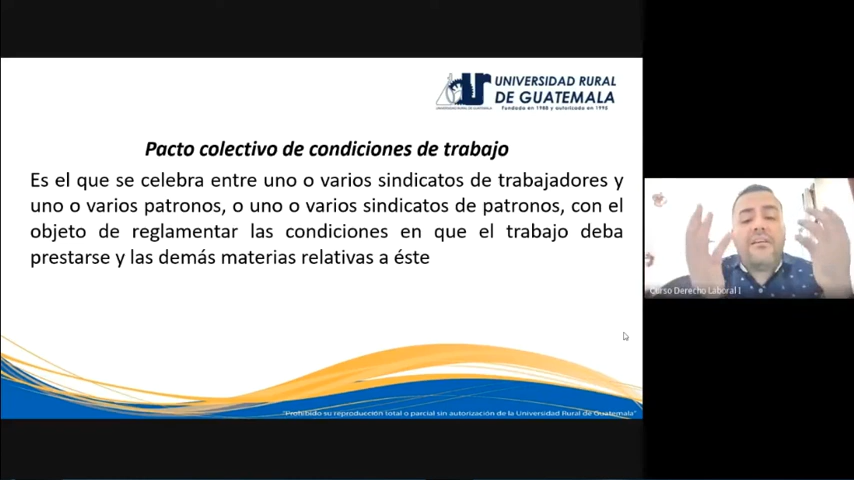 UNIVERSIDAD RURAL
DE GUATEMALA
Fundada en 1988 y autorizada en 1995
Pacto colectivo de condiciones de trabajo
Es el que se celebra entre uno o varios sindicatos de trabajadores y
uno o varios patronos, o uno o varios sindicatos de patronos, con el
objeto de reglamentar las condiciones en que el trabajo deba
prestarse y las demás materias relativas a éste
Curso Derecho Laboral I
"Prohibido su reproducción total o parcial sin autorización de la Universidad Rural de Guatemala"